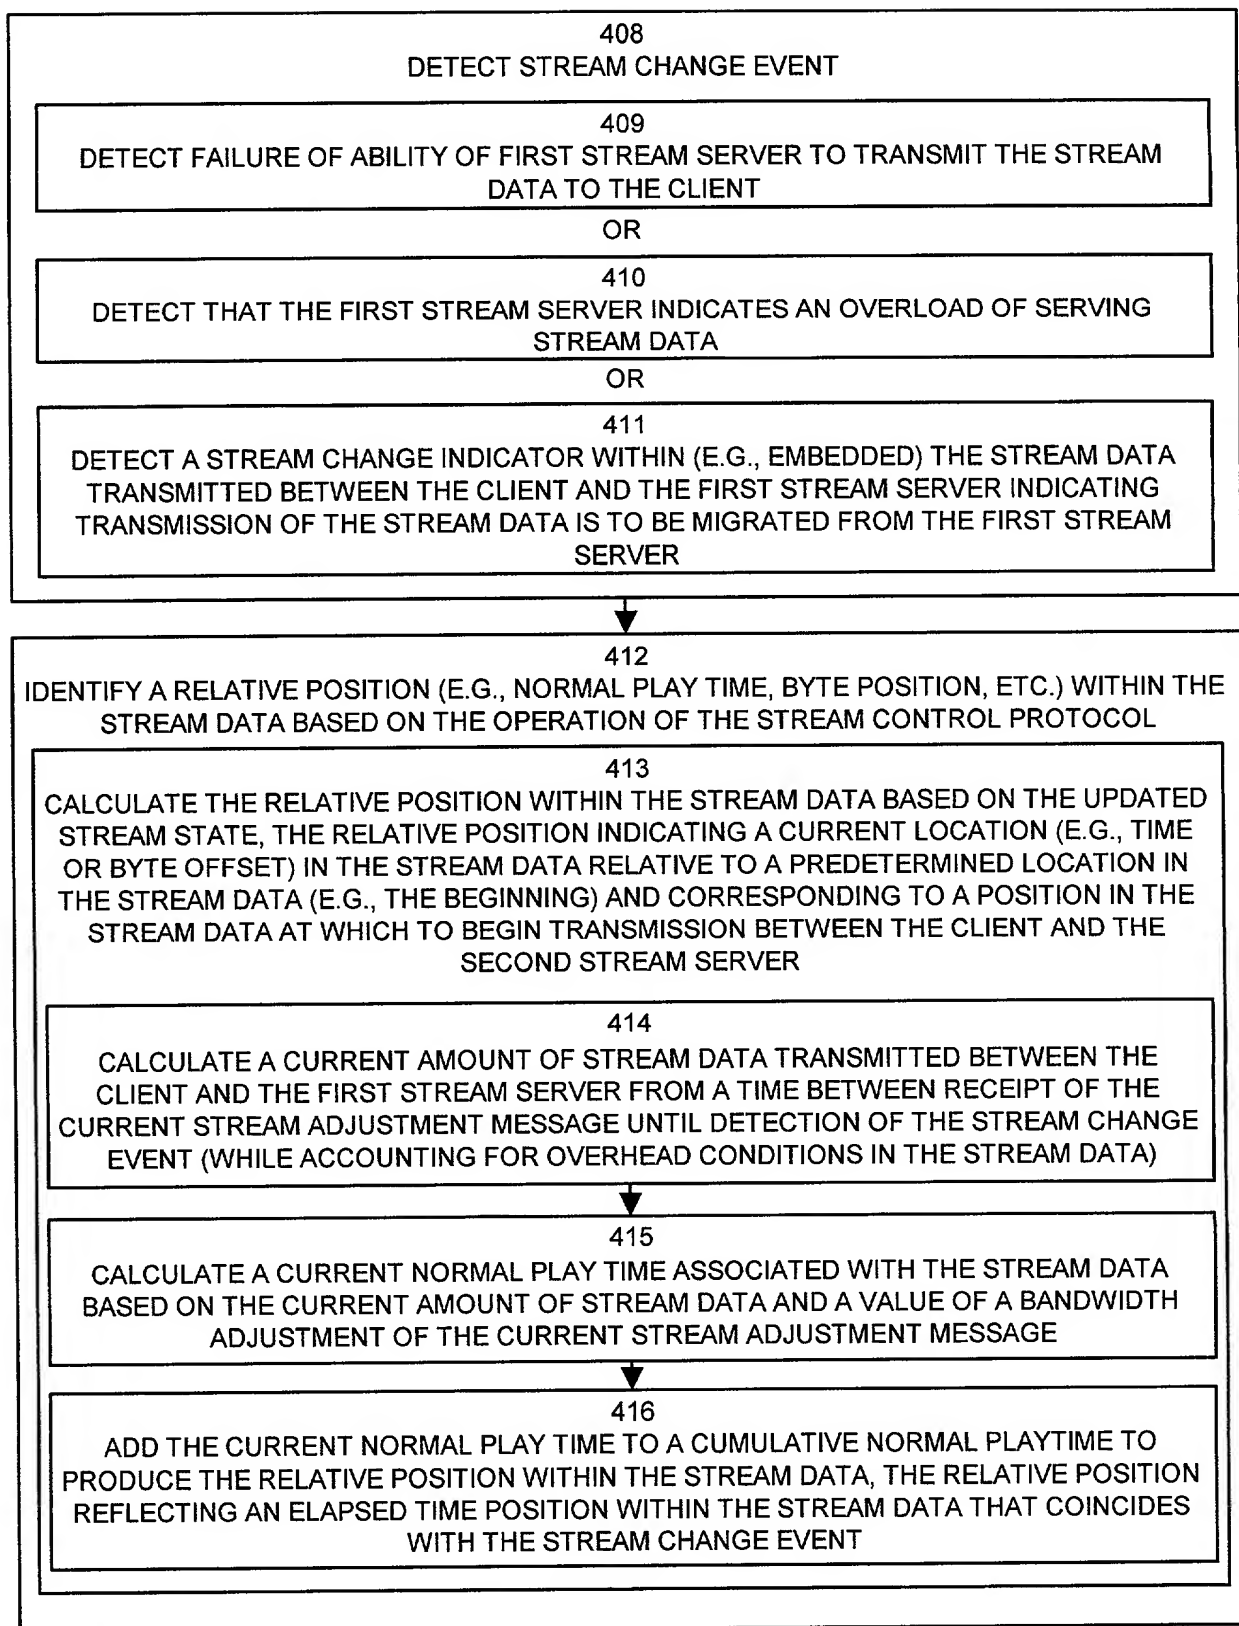 408
DETECT STREAM CHANGE EVENT
409
DETECT FAILURE OF ABILITY OF FIRST STREAM SERVER TO TRANSMIT THE STREAM
DATA TO THE CLIENT
OR
410
DETECT THAT THE FIRST STREAM SERVER INDICATES AN OVERLOAD OF SERVING
STREAM DATA
OR
411
DETECT A STREAM CHANGE INDICATOR WITHIN (E.G., EMBEDDED) THE STREAM DATA
TRANSMITTED BETWEEN THE CLIENT AND THE FIRST STREAM SERVER INDICATING
TRANSMISSION OF THE STREAM DATA IS TO BE MIGRATED FROM THE FIRST STREAM
SERVER
412
IDENTIFY A RELATIVE POSITION (E.G., NORMAL PLAY TIME, BYTE POSITION, ETC.) WITHIN THE
STREAM DATA BASED ON THE OPERATION OF THE STREAM CONTROL PROTOCOL
413
CALCULATE THE RELATIVE POSITION WITHIN THE STREAM DATA BASED ON THE UPDATED
STREAM STATE, THE RELATIVE POSITION INDICATING A CURRENT LOCATION (E.G., TIME
OR BYTE OFFSET) IN THE STREAM DATA RELATIVE TO A PREDETERMINED LOCATION IN
THE STREAM DATA (E.G., THE BEGINNING) AND CORRESPONDING TO A POSITION IN THE
STREAM DATA AT WHICH TO BEGIN TRANSMISSION BETWEEN THE CLIENT AND THE
SECOND STREAM SERVER
414
CALCULATE A CURRENT AMOUNT OF STREAM DATA TRANSMITTED BETWEEN THE
CLIENT AND THE FIRST STREAM SERVER FROM A TIME BETWEEN RECEIPT OF THE
CURRENT STREAM ADJUSTMENT MESSAGE UNTIL DETECTION OF THE STREAM CHANGE
EVENT (WHILE ACCOUNTING FOR OVERHEAD CONDITIONS IN THE STREAM DATA)
415
CALCULATE A CURRENT NORMAL PLAY TIME ASSOCIATED WITH THE STREAM DATA
BASED ON THE CURRENT AMOUNT OF STREAM DATA AND A VALUE OF A BANDWIDTH
ADJUSTMENT OF THE CURRENT STREAM ADJUSTMENT MESSAGE
416
ADD THE CURRENT NORMAL PLAY TIME TO A CUMULATIVE NORMAL PLAYTIME TO
PRODUCE THE RELATIVE POSITION WITHIN THE STREAM DATA, THE RELATIVE POSITION
REFLECTING AN ELAPSED TIME POSITION WITHIN THE STREAM DATA THAT COINCIDES
WITH THE STREAM CHANGE EVENT